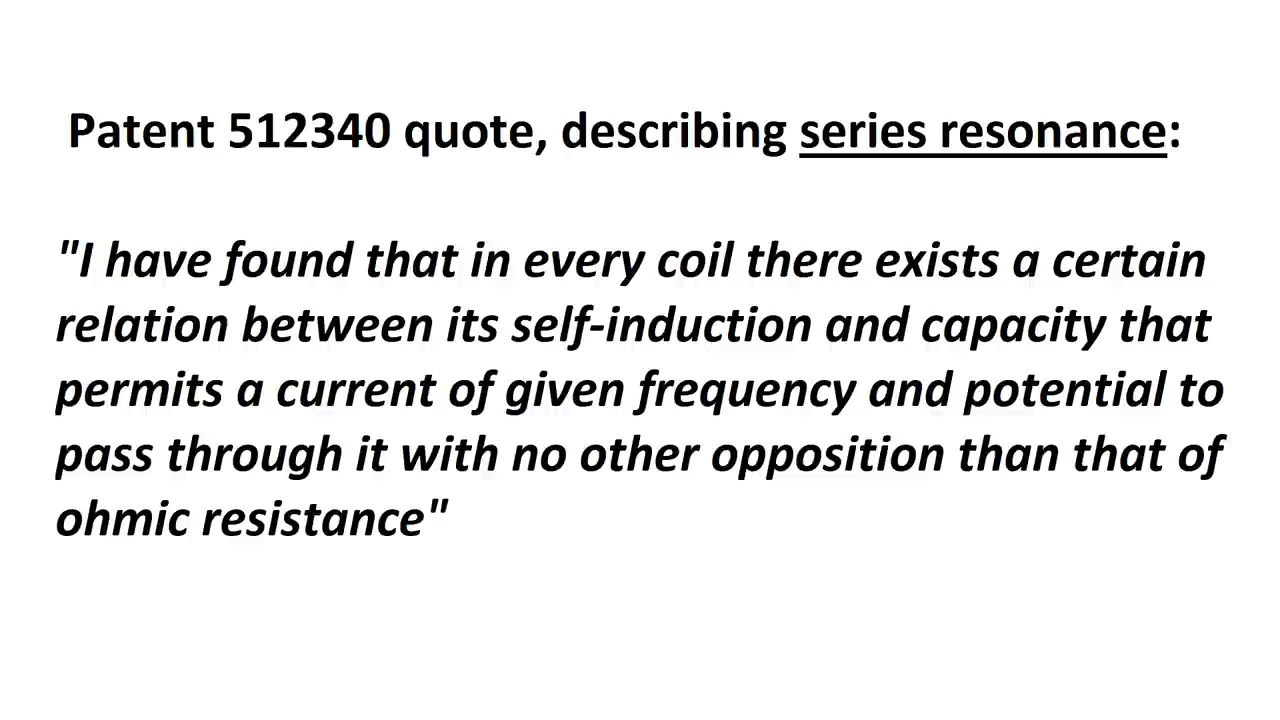 Patent 512340 quote, describing series resonance:
"I have found that in every coil there exists a certain
relation between its self-induction and capacity that
permits a current of given frequency and potential to
pass through it with no other opposition than that of
ohmic resistance"